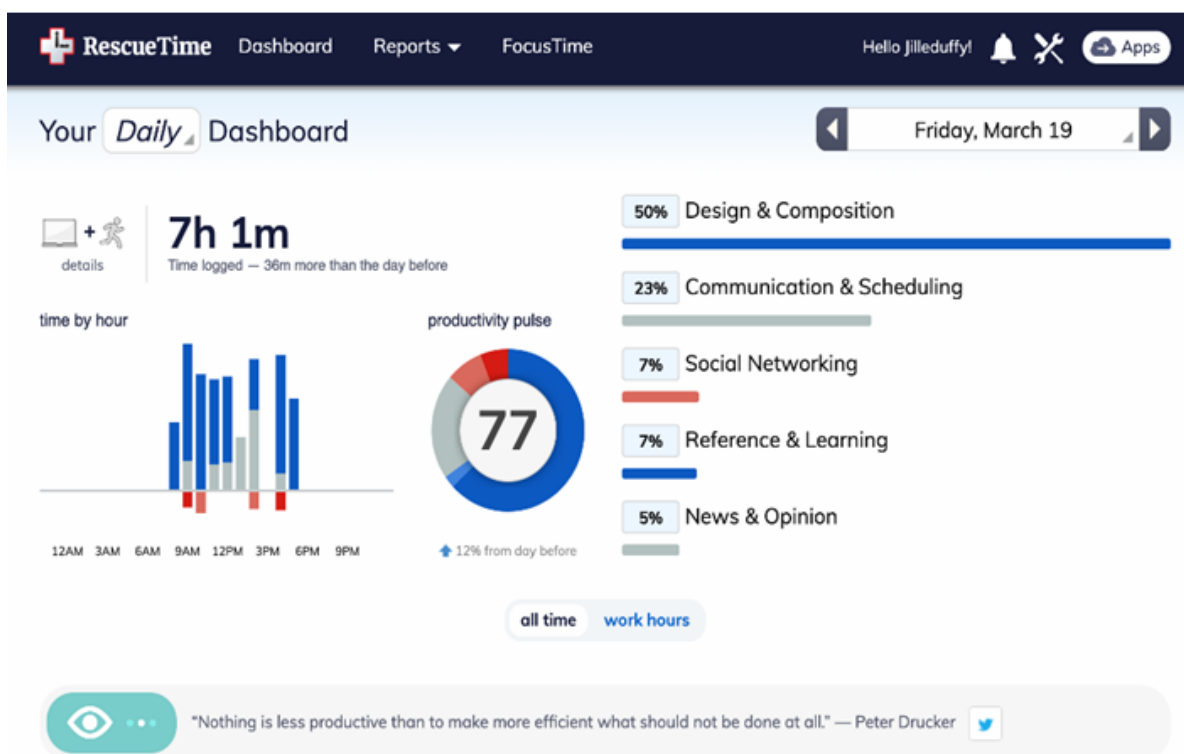 RescueTime Dashboard Reports FocusTime Hello Jilleduffy! Apps
Your Daily Dashboard
Friday, March 19
+
details
7h 1m
Time logged — 36m more than the day before
time by hour
12AM 3AM 6AM 9AM 12PM 3PM 6PM 9PM
productivity pulse
77
12% from day before
50% Design & Composition
23% Communication & Scheduling
7% Social Networking
7% Reference & Learning
5% News & Opinion
all time work hours
“Nothing is less productive than to make more efficient what should not be done at all.” — Peter Drucker